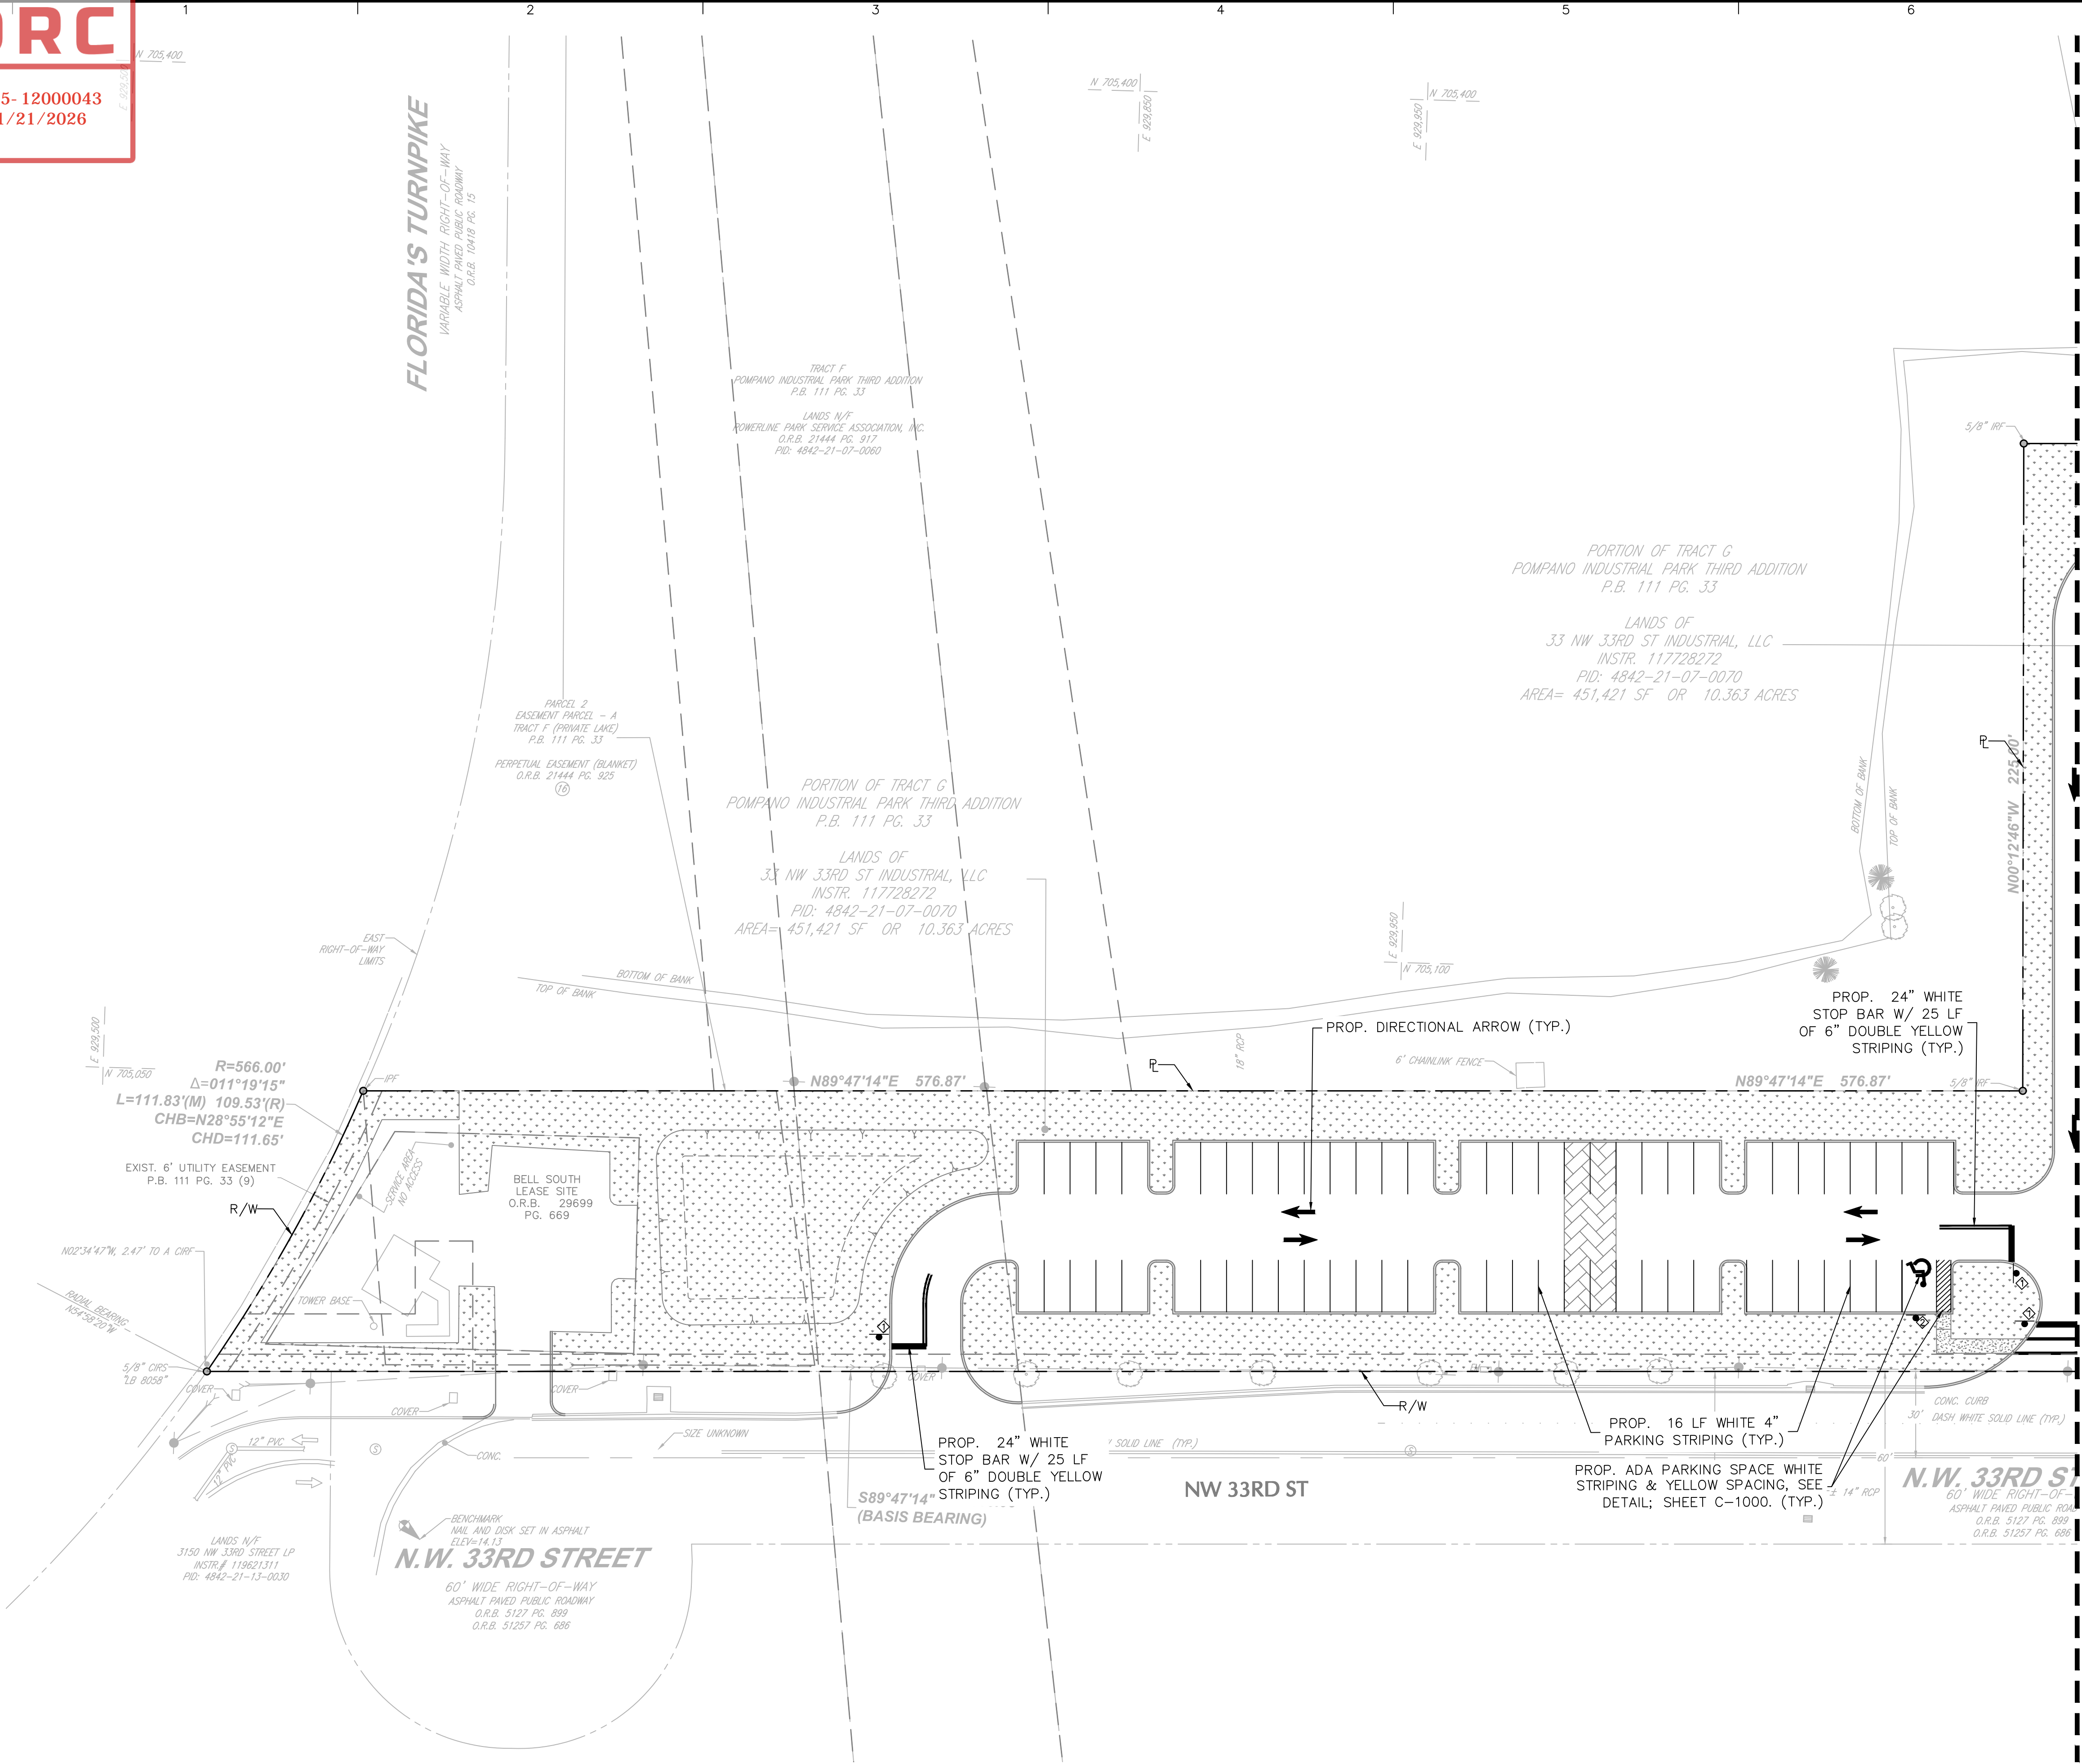 1
2
3
4
5
6
DRC
5-12000043
1/21/2026
N 705,400
E 929,500
FLORIDA'S TURNPIKE
VARIABLE WIDTH RIGHT-OF-WAY
ASPHALT PAVED PUBLIC ROADWAY
O.R.B. 10418 PG. 15
N 705,400
E 929,850
N 705,400
E 929,950
TRACT F
POMPANO INDUSTRIAL PARK THIRD ADDITION
P.B. 111 PG. 33
LANDS N/F
POWERLINE PARK SERVICE ASSOCIATION, INC.
O.R.B. 21444 PG. 917
PID: 4842-21-07-0060
5/8" IRF
PORTION OF TRACT G
POMPANO INDUSTRIAL PARK THIRD ADDITION
P.B. 111 PG. 33
LANDS OF
33 NW 33RD ST INDUSTRIAL, LLC
INSTR. 117728272
PID: 4842-21-07-0070
AREA= 451,421 SF OR 10.363 ACRES
PARCEL 2
EASEMENT PARCEL - A
TRACT F (PRIVATE LAKE)
P.B. 111 PG. 33
PERPETUAL EASEMENT (BLANKET)
O.R.B. 21444 PG. 925
16
PORTION OF TRACT G
POMPANO INDUSTRIAL PARK THIRD ADDITION
P.B. 111 PG. 33
LANDS OF
33 NW 33RD ST INDUSTRIAL, LLC
INSTR. 117728272
PID: 4842-21-07-0070
AREA= 451,421 SF OR 10.363 ACRES
PL
N00°12'46"W 225.00'
BOTTOM OF BANK
TOP OF BANK
EAST
RIGHT-OF-WAY
LIMITS
BOTTOM OF BANK
TOP OF BANK
E 929,950
N 705,100
PROP. 24" WHITE
STOP BAR W/ 25 LF
OF 6" DOUBLE YELLOW
STRIPING (TYP.)
PROP. DIRECTIONAL ARROW (TYP.)
18" RCP
6' CHAINLINK FENCE
PL
E 929,500
N 705,050
R=566.00'
Δ=011°19'15"
L=111.83'(M) 109.53'(R)
CHB=N28°55'12"E
CHD=111.65'
IPF
N89°47'14"E 576.87'
N89°47'14"E 576.87'
5/8" IRF
EXIST. 6' UTILITY EASEMENT
P.B. 111 PG. 33 (9)
SERVICE AREA-
NO ACCESS
BELL SOUTH
LEASE SITE
O.R.B. 29699
PG. 669
R/W
N02°34'47"W, 2.47' TO A CIRF
RADIAL BEARING
N54°58'20"W
TOWER BASE
1
1
1
2
5/8" CIRS
"LB 8058"
COVER
COVER
COVER
COVER
R/W
CONC. CURB
DASH WHITE SOLID LINE (TYP.)
30'
60'
12" PVC
12" PVC
S
S
S
CONC.
SIZE UNKNOWN
SOLID LINE (TYP.)
PROP. 24" WHITE
STOP BAR W/ 25 LF
OF 6" DOUBLE YELLOW
STRIPING (TYP.)
PROP. 16 LF WHITE 4"
PARKING STRIPING (TYP.)
PROP. ADA PARKING SPACE WHITE
STRIPING & YELLOW SPACING, SEE
DETAIL; SHEET C-1000. (TYP.)
± 14" RCP
NW 33RD ST
S89°47'14"
(BASIS BEARING)
N.W. 33RD ST
60' WIDE RIGHT-OF-
ASPHALT PAVED PUBLIC ROA
O.R.B. 5127 PG. 899
O.R.B. 51257 PG. 686
BENCHMARK
NAIL AND DISK SET IN ASPHALT
ELEV=14.13
LANDS N/F
3150 NW 33RD STREET LP
INSTR.# 119621311
PID: 4842-21-13-0030
N.W. 33RD STREET
60' WIDE RIGHT-OF-WAY
ASPHALT PAVED PUBLIC ROADWAY
O.R.B. 5127 PG. 899
O.R.B. 51257 PG. 686